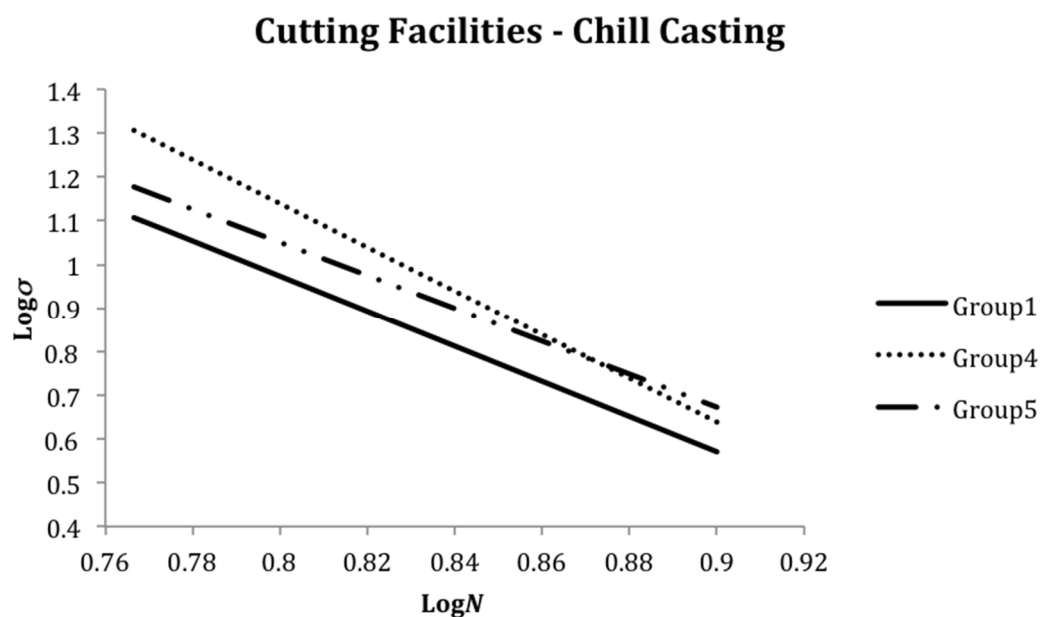 Cutting Facilities - Chill Casting
1.4
1.3
1.2
1.1
1
0.9
0.8
0.7
0.6
0.5
0.4
Logσ
0.76 0.78 0.8 0.82 0.84 0.86 0.88 0.9 0.92
LogN
Group1
Group4
Group5